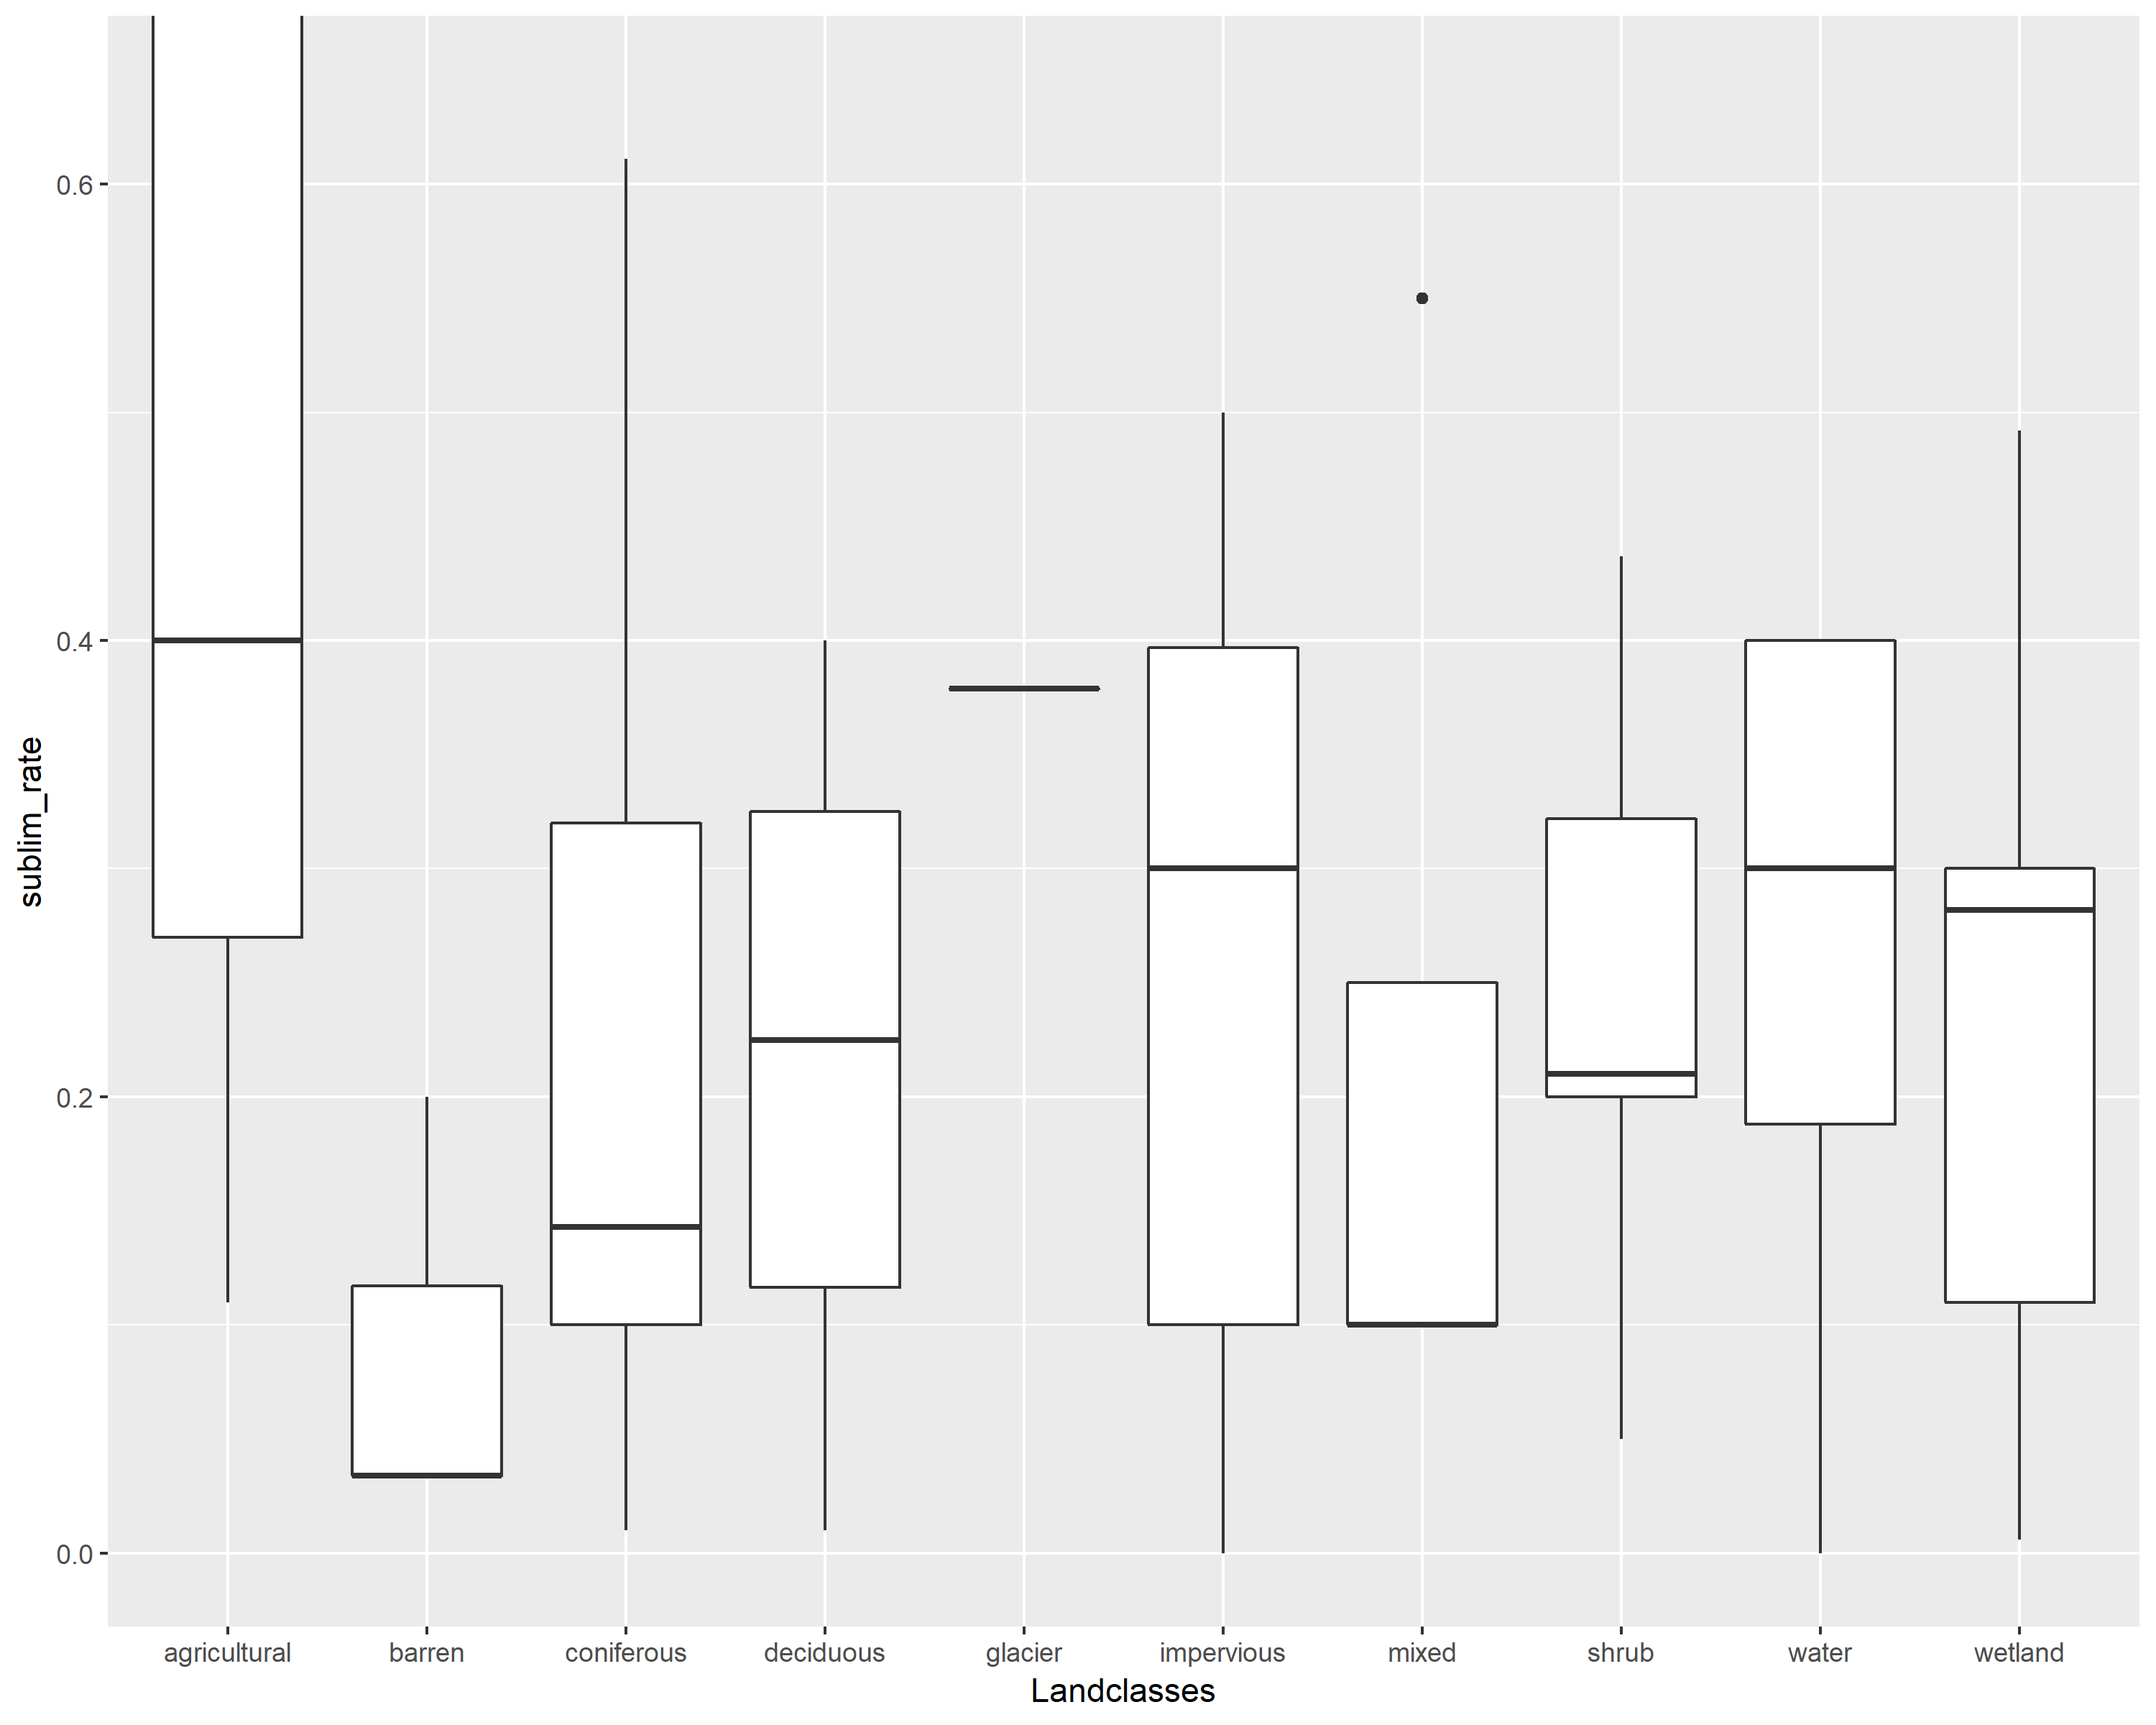 sublim_rate
0.6
0.4
0.2
0.0
agricultural barren coniferous deciduous glacier impervious mixed shrub water wetland
Landclasses